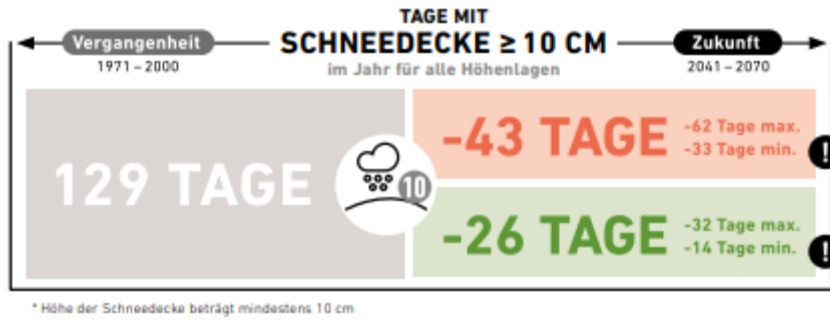 TAGE MIT
Vergangenheit SCHNEEDECKE ≥ 10 CM Zukunft
1971 – 2000 im Jahr für alle Höhenlagen 2041 – 2070
129 TAGE
10
-43 TAGE
-62 Tage max.
-33 Tage min.
!
-26 TAGE
-32 Tage max.
-14 Tage min.
!
* Höhe der Schneedecke beträgt mindestens 10 cm